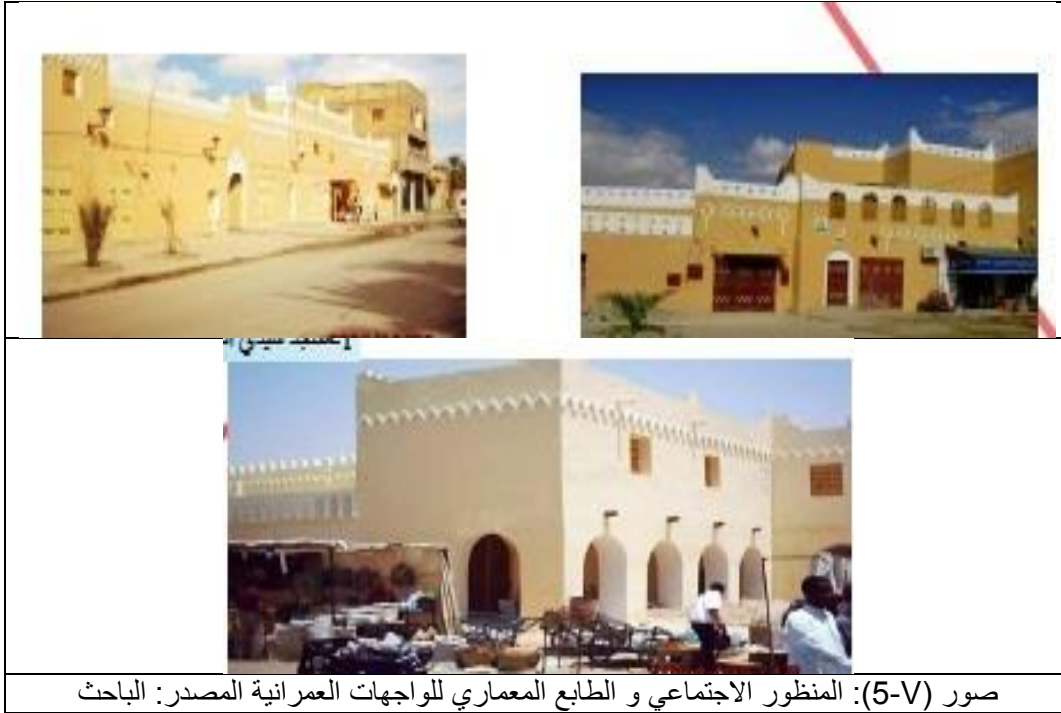 صور (5-V): المنظور الاجتماعي و الطابع المعماري للواجهات العمرانية المصدر: الباحث